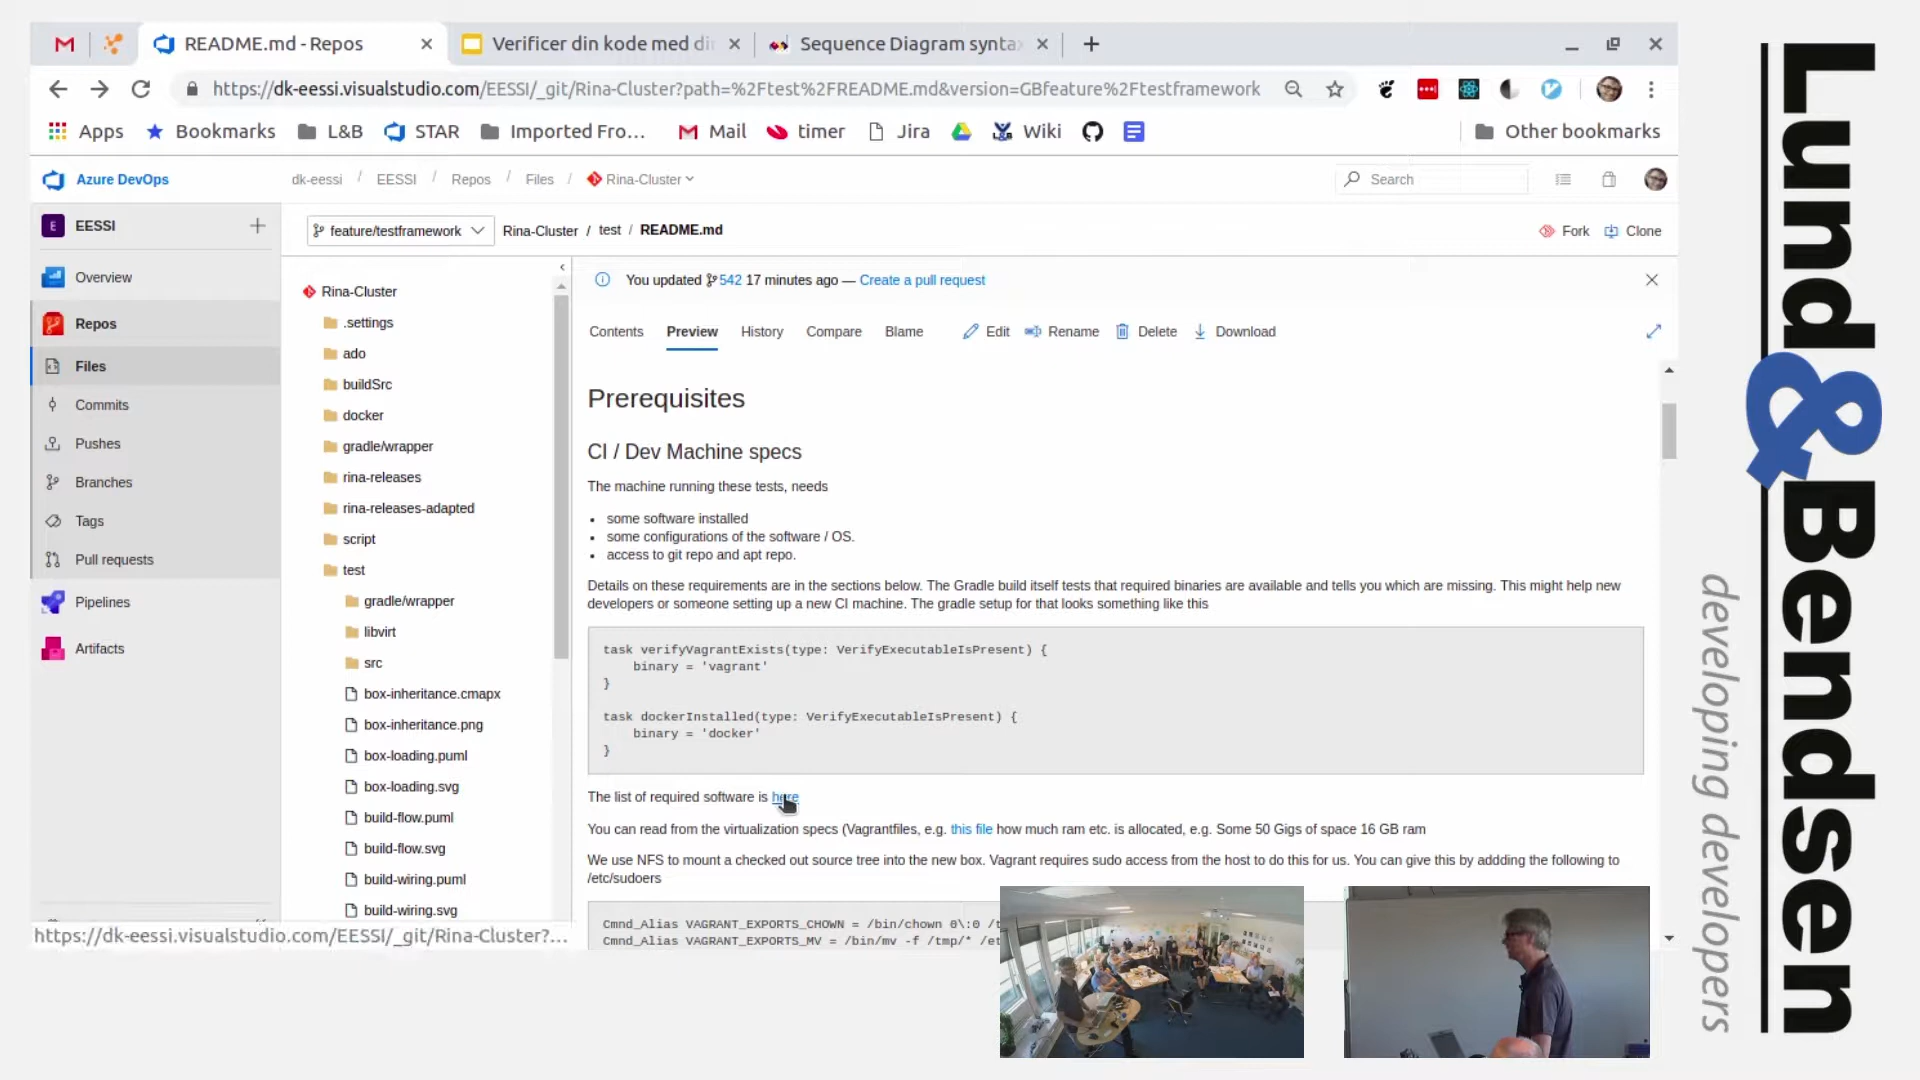 README.md - Repos
Verificer din kode med di
Sequence Diagram synta
https://dk-eessi.visualstudio.com/EESSI/_git/Rina-Cluster?path=%2Ftest%2FREADME.md&version=GBfeature%2Ftestframework
Apps
Bookmarks
L&B
STAR
Imported Fro...
Mail
timer
Jira
Wiki
Other bookmarks
Azure DevOps
dk-eessi / EESSI / Repos / Files / Rina-Cluster
Search
E EESSI
feature/testframework
Rina-Cluster / test / README.md
Fork
Clone
Overview
Repos
Files
Commits
Pushes
Branches
Tags
Pull requests
Pipelines
Artifacts
Rina-Cluster
.settings
ado
buildSrc
docker
gradle/wrapper
rina-releases
rina-releases-adapted
script
test
gradle/wrapper
libvirt
src
box-inheritance.cmapx
box-inheritance.png
box-loading.puml
box-loading.svg
build-flow.puml
build-flow.svg
build-wiring.puml
build-wiring.svg
You updated 542 17 minutes ago — Create a pull request
Contents
Preview
History
Compare
Blame
Edit
Rename
Delete
Download
Prerequisites
CI / Dev Machine specs
The machine running these tests, needs
• some software installed
• some configurations of the software / OS.
• access to git repo and apt repo.
Details on these requirements are in the sections below. The Gradle build itself tests that required binaries are available and tells you which are missing. This might help new
developers or someone setting up a new CI machine. The gradle setup for that looks something like this
task verifyVagrantExists(type: VerifyExecutableIsPresent) {
binary = 'vagrant'
}
task dockerInstalled(type: VerifyExecutableIsPresent) {
binary = 'docker'
}
The list of required software is here
You can read from the virtualization specs (Vagrantfiles, e.g. this file how much ram etc. is allocated, e.g. Some 50 Gigs of space 16 GB ram
We use NFS to mount a checked out source tree into the new box. Vagrant requires sudo access from the host to do this for us. You can give this by addding the following to
/etc/sudoers
Cmnd_Alias VAGRANT_EXPORTS_CHOWN = /bin/chown 0\:0 /t
Cmnd_Alias VAGRANT_EXPORTS_MV = /bin/mv -f /tmp/* /et
https://dk-eessi.visualstudio.com/EESSI/_git/Rina-Cluster?...
Lund&Bendsen
developing developers